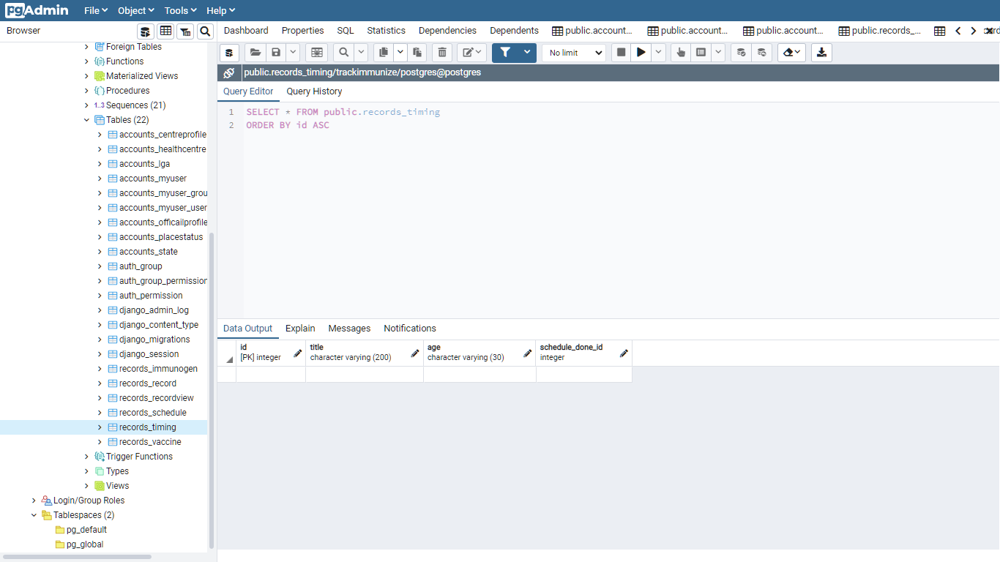 pgAdmin File Object Tools Help
Browser
Dashboard Properties SQL Statistics Dependencies Dependents public.account... public.account... public.account... public.records_...
Foreign Tables
Functions
Materialized Views
Procedures
1..3 Sequences (21)
Tables (22)
accounts_centreprofile
accounts_healthcentre
accounts_lga
accounts_myuser
accounts_myuser_grou
accounts_myuser_user
accounts_officailprofile
accounts_placestatus
accounts_state
auth_group
auth_group_permission
auth_permission
django_admin_log
django_content_type
django_migrations
django_session
records_immunogen
records_record
records_recordview
records_schedule
records_timing
records_vaccine
Trigger Functions
Types
Views
Login/Group Roles
Tablespaces (2)
pg_default
pg_global
No limit
public.records_timing/trackimmunize/postgres@postgres
Query Editor Query History
1 SELECT * FROM public.records_timing
2 ORDER BY id ASC
Data Output Explain Messages Notifications
id title age schedule_done_id
[PK] integer character varying (200) character varying (30) integer